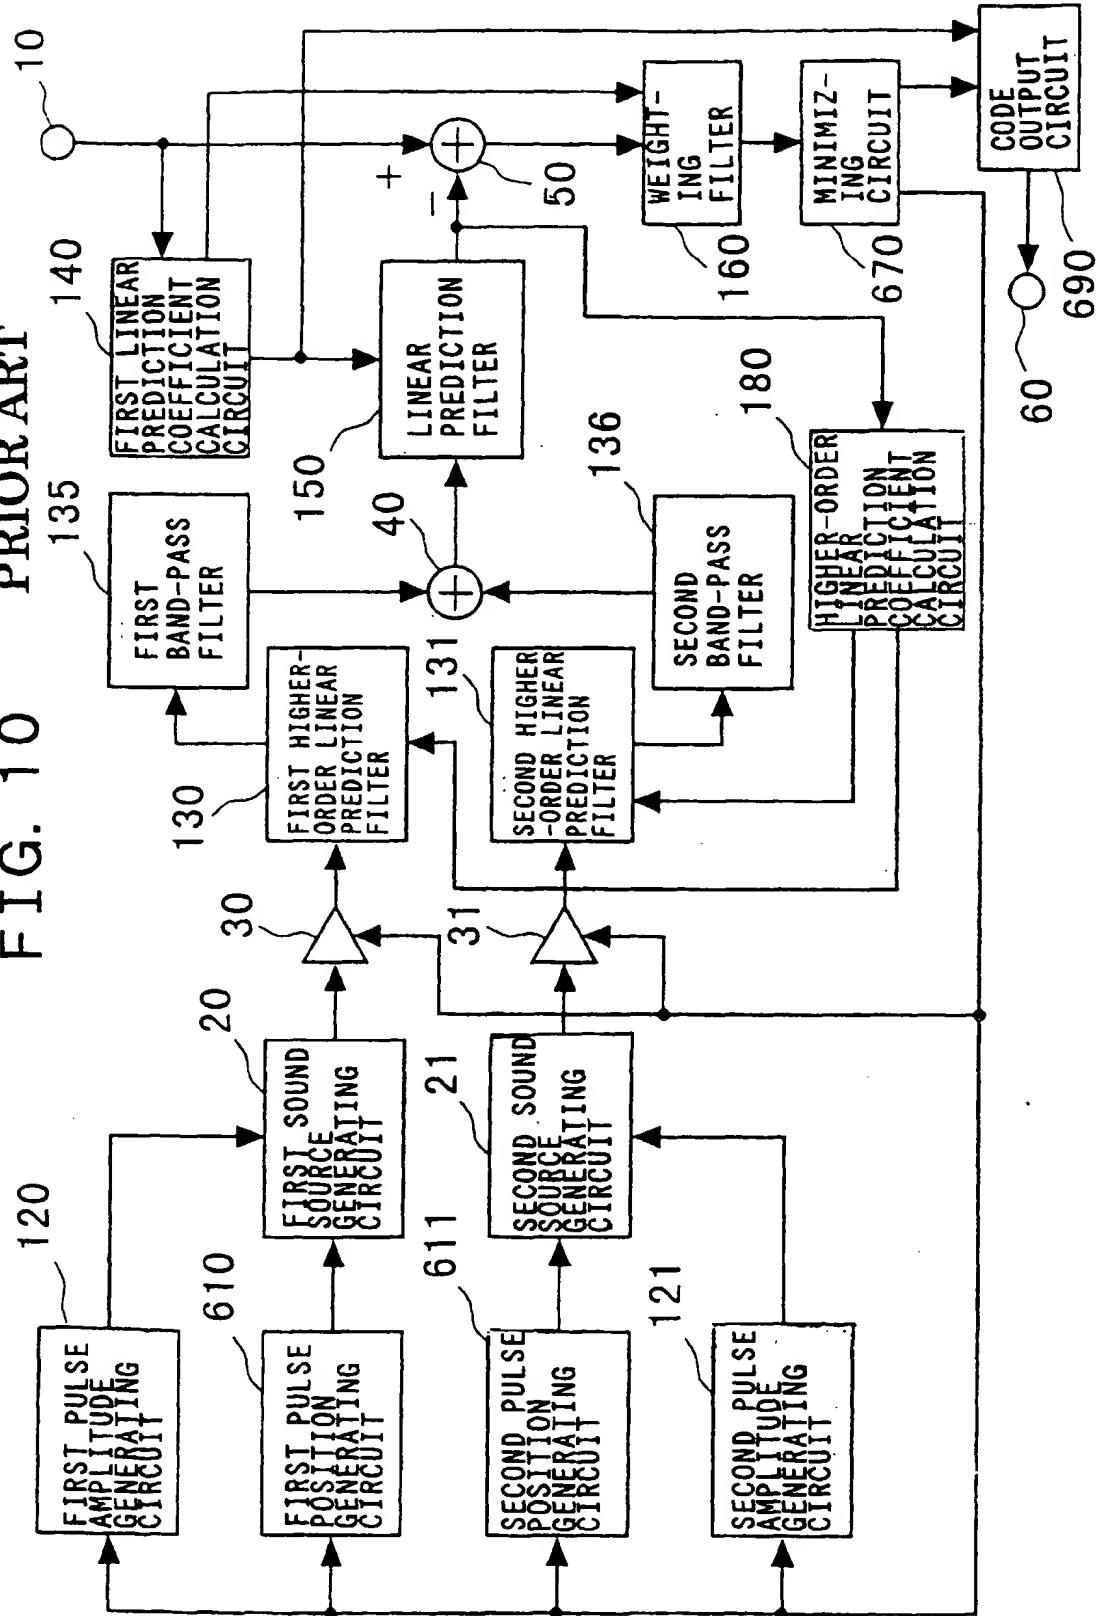 FIG. 10 PRIOR ART
10
FIRST LINEAR
PREDICTION
COEFFICIENT
CALCULATION
CIRCUIT
140
135
FIRST
BAND-PASS
FILTER
FIRST HIGHER-
ORDER LINEAR
PREDICTION
FILTER
130
30
20
FIRST SOUND
SOURCE
GENERATING
CIRCUIT
120
FIRST PULSE
AMPLITUDE
GENERATING
CIRCUIT
610
FIRST PULSE
POSITION
GENERATING
CIRCUIT
+
-
50
LINEAR
PREDICTION
FILTER
150
40
131
SECOND HIGHER
-ORDER LINEAR
PREDICTION
FILTER
31
21
SECOND SOUND
SOURCE
GENERATING
CIRCUIT
611
SECOND PULSE
POSITION
GENERATING
CIRCUIT
121
SECOND PULSE
AMPLITUDE
GENERATING
CIRCUIT
136
SECOND
BAND-PASS
FILTER
WEIGHT-
ING
FILTER
160
180
HIGHER-ORDER
LINEAR
PREDICTION
COEFFICIENT
CALCULATION
CIRCUIT
MINIMIZ-
ING
CIRCUIT
670
CODE
OUTPUT
CIRCUIT
690
60